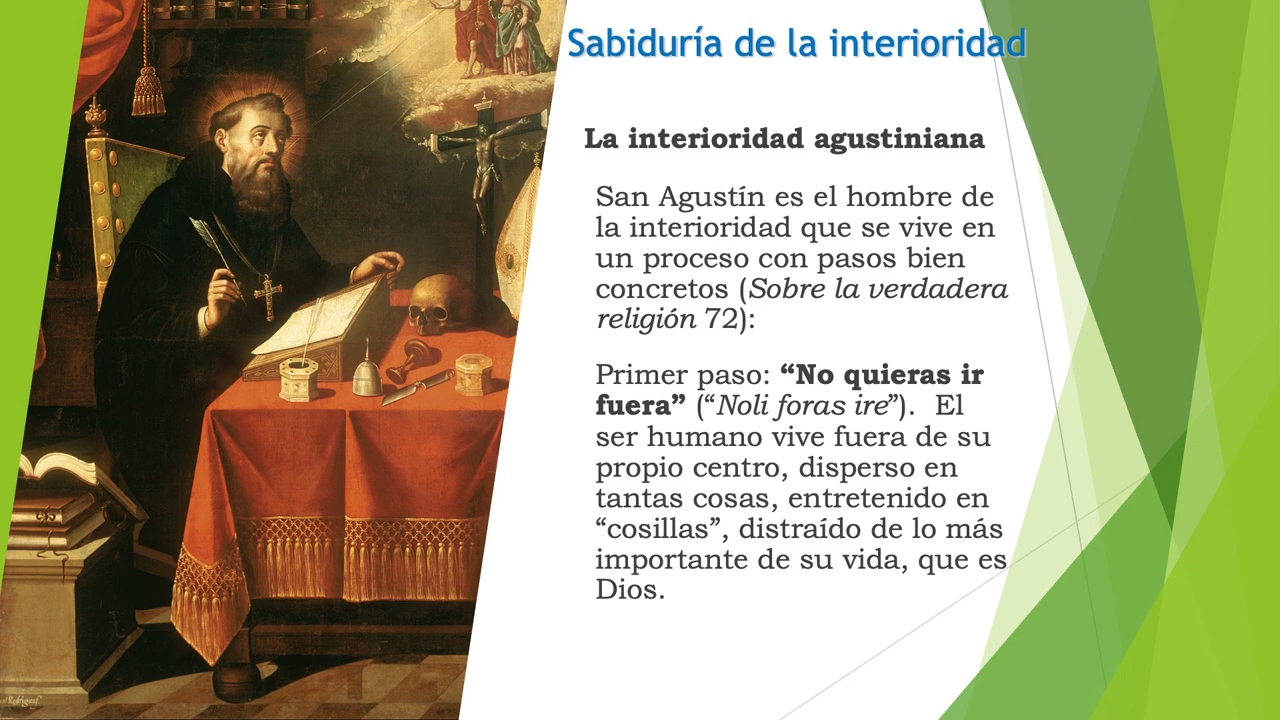 Sabiduría de la interioridad
La interioridad agustiniana
San Agustín es el hombre de
la interioridad que se vive en
un proceso con pasos bien
concretos (Sobre la verdadera
religión 72):
Primer paso: “No quieras ir
fuera” (“Noli foras ire”).  El
ser humano vive fuera de su
propio centro, disperso en
tantas cosas, entretenido en
“cosillas”, distraído de lo más
importante de su vida, que es
Dios.